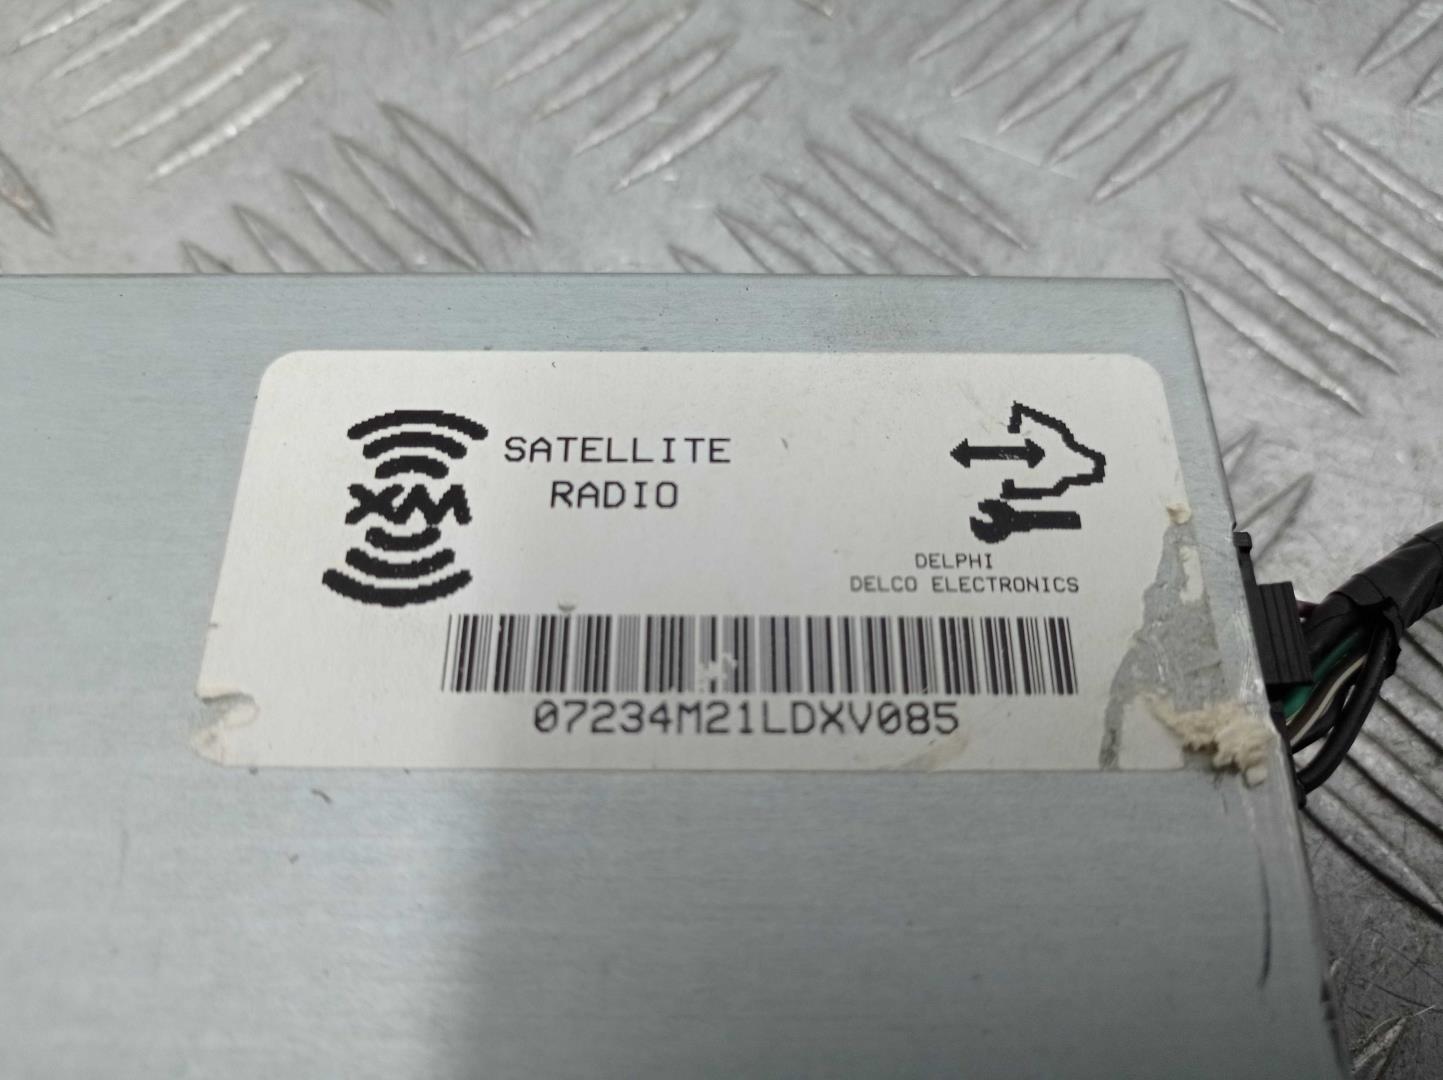 XM
SATELLITE
RADIO
DELPHI
DELCO ELECTRONICS
07234M21LDXV085